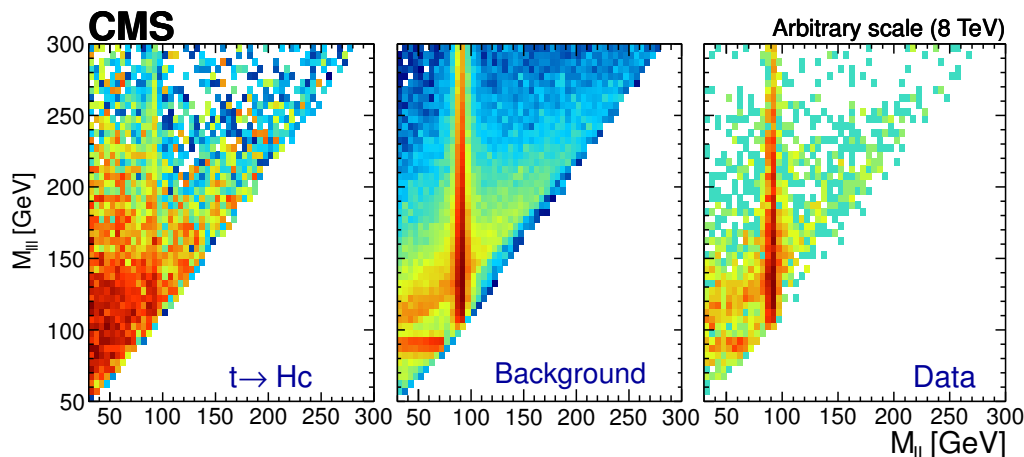 CMS
Arbitrary scale (8 TeV)
M_lll [GeV]
300
250
200
150
100
50
t→ Hc
Background
Data
50 100 150 200 250 300
50 100 150 200 250 300
50 100 150 200 250 300
M_ll [GeV]